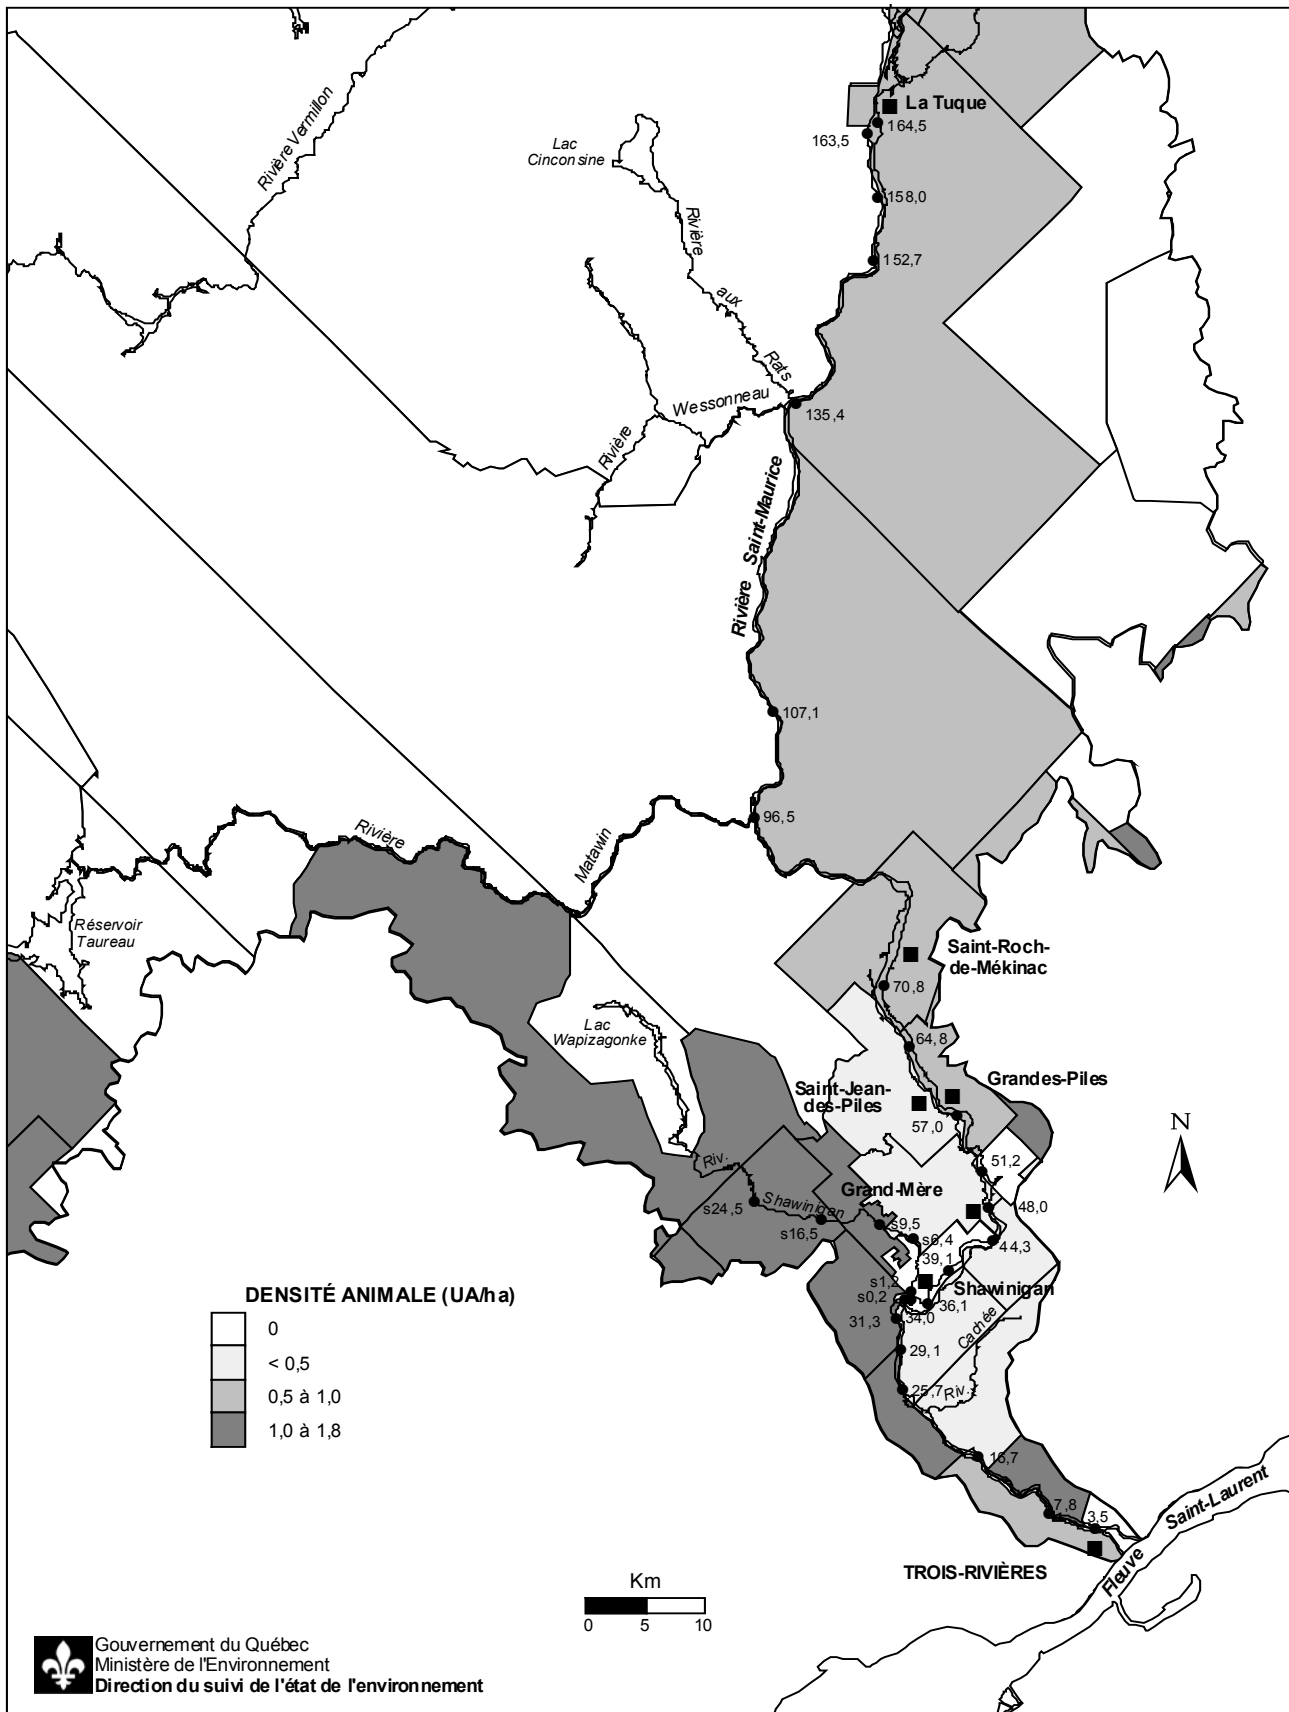 La Tuque
164,5
163,5
Rivière Vermillon
Lac
Cinconsine
158,0
Rivière
aux
Rats
152,7
Wessonneau
135,4
Rivière
Rivière Saint-Maurice
107,1
96,5
Rivière
Matawin
Réservoir
Taureau
Saint-Roch-
de-Mékinac
70,8
Lac
Wapizagonke
64,8
Grandes-Piles
Saint-Jean-
des-Piles
57,0
N
51,2
Riv.
Shawinigan
Grand-Mère
s24,5
s16,5
s9,5
48,0
s6,4
44,3
39,1
s1,2
Shawinigan
s0,2
36,1
34,0
31,3
Cachée
Riv.
29,1
25,7
DENSITÉ ANIMALE (UA/ha)
0
< 0,5
0,5 à 1,0
1,0 à 1,8
16,7
7,8
3,5
Fleuve
Saint-Laurent
TROIS-RIVIÈRES
Km
0 5 10
Gouvernement du Québec
Ministère de l'Environnement
Direction du suivi de l'état de l'environnement